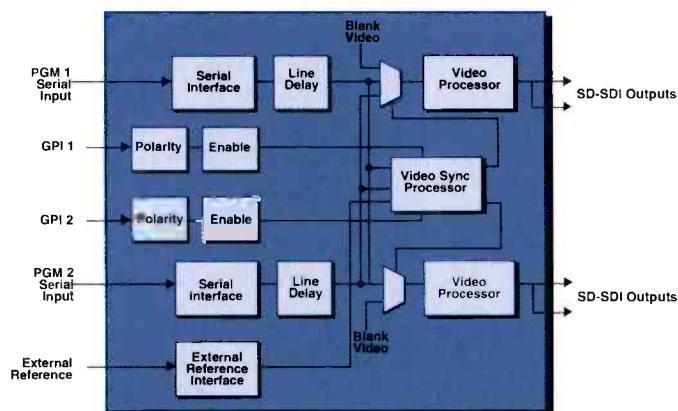 Blank
Video
PGM 1
Serial
Input
Serial
Interface
Line
Delay
Video
Processor
SD-SDI Outputs
GPI 1
Polarity
Enable
Video Sync
Processor
GPI 2
Polarity
Enable
PGM 2
Serial
Input
Serial
Interface
Line
Delay
Video
Processor
SD-SDI Outputs
Blank
Video
External
Reference
External
Reference
Interface